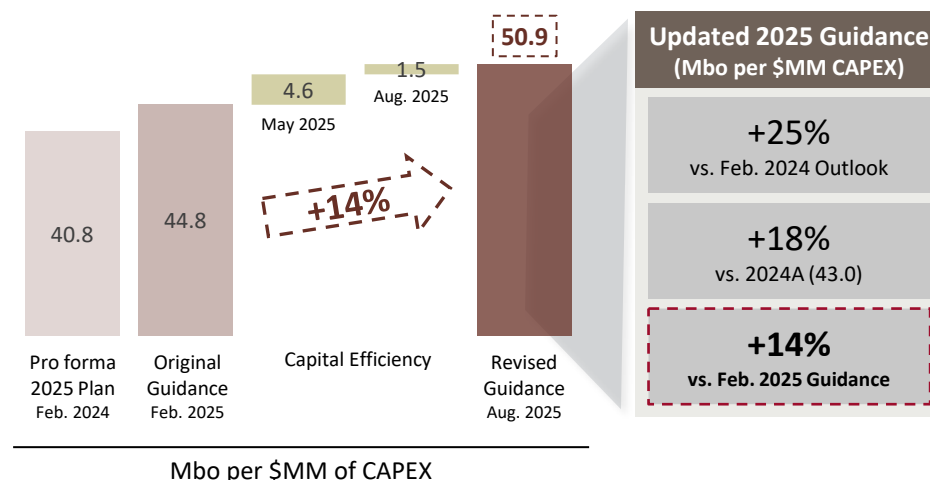 40.8
Pro forma
2025 Plan
Feb. 2024
44.8
Original
Guidance
Feb. 2025
4.6
May 2025
1.5
Aug. 2025
+14%
Capital Efficiency
50.9
Revised
Guidance
Aug. 2025
Mbo per $MM of CAPEX
Updated 2025 Guidance
(Mbo per $MM CAPEX)
+25%
vs. Feb. 2024 Outlook
+18%
vs. 2024A (43.0)
+14%
vs. Feb. 2025 Guidance